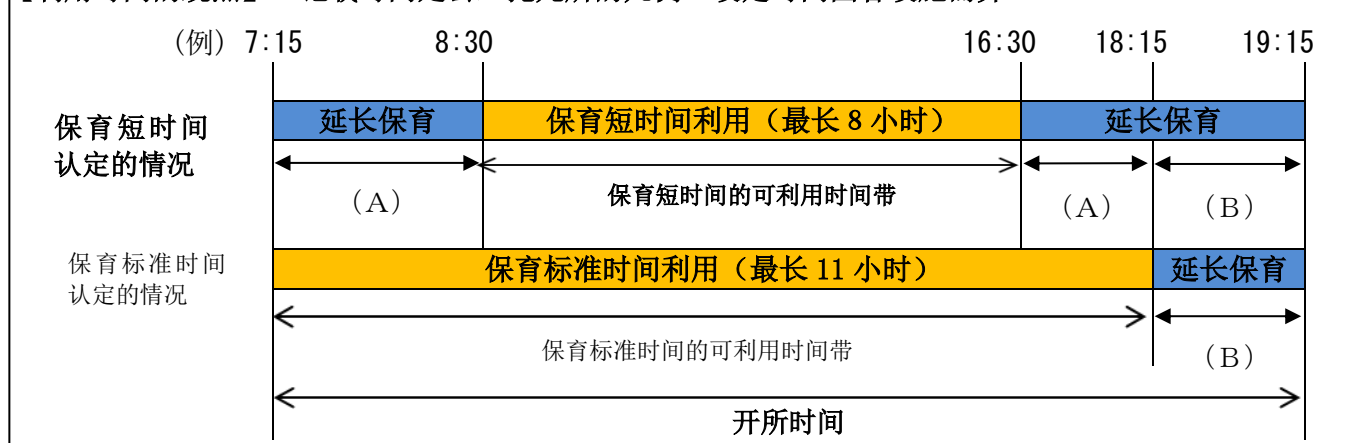 (例) 7:15 8:30 16:30 18:15 19:15
保育短时间
认定的情况
延长保育 保育短时间利用（最长 8 小时） 延长保育
（A） 保育短时间的可利用时间带 （A） （B）
保育标准时间
认定的情况
保育标准时间利用（最长 11 小时） 延长保育
保育标准时间的可利用时间带 （B）
开所时间